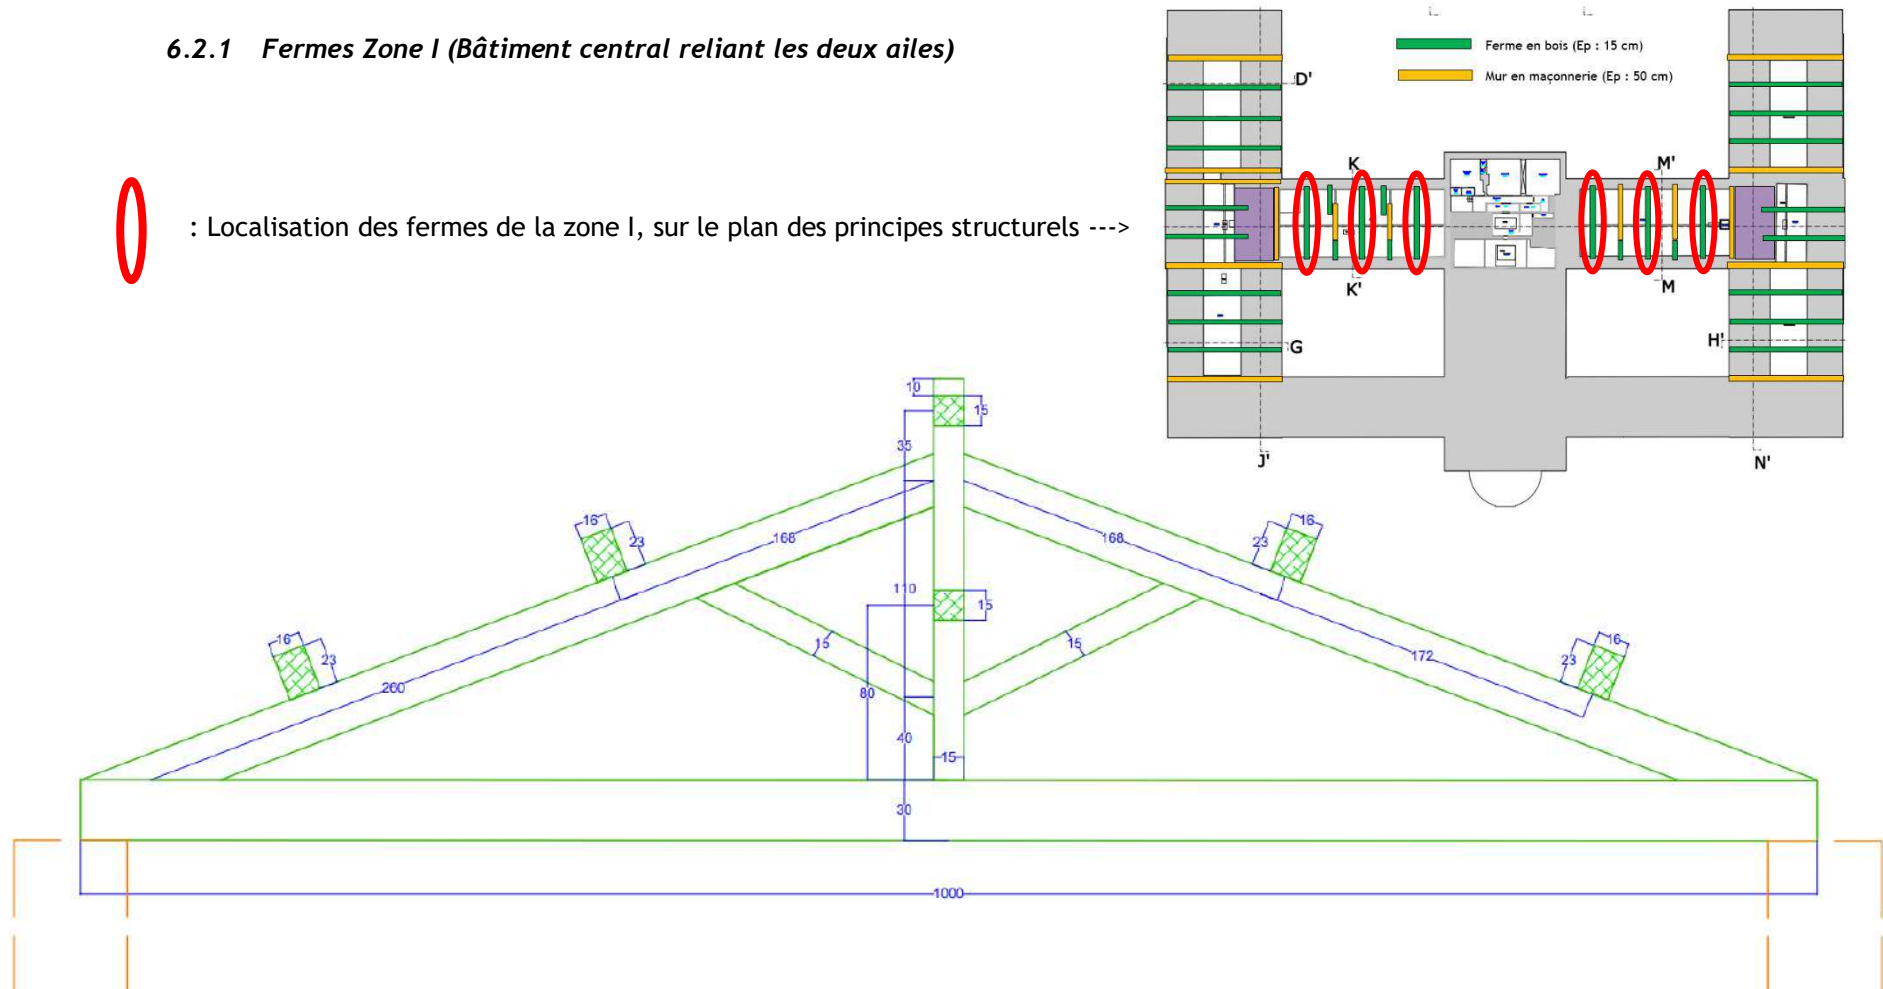 6.2.1 Fermes Zone I (Bâtiment central reliant les deux ailes)
Ferme en bois (Ep : 15 cm)
Mur en maçonnerie (Ep : 50 cm)
D'
K
M'
: Localisation des fermes de la zone I, sur le plan des principes structurels --->
K'
M
G
H'
J'
N'
10
15
35
16
23
168
168
23
16
110
15
16
23
15
15
172
23
16
260
80
40
15
30
1000